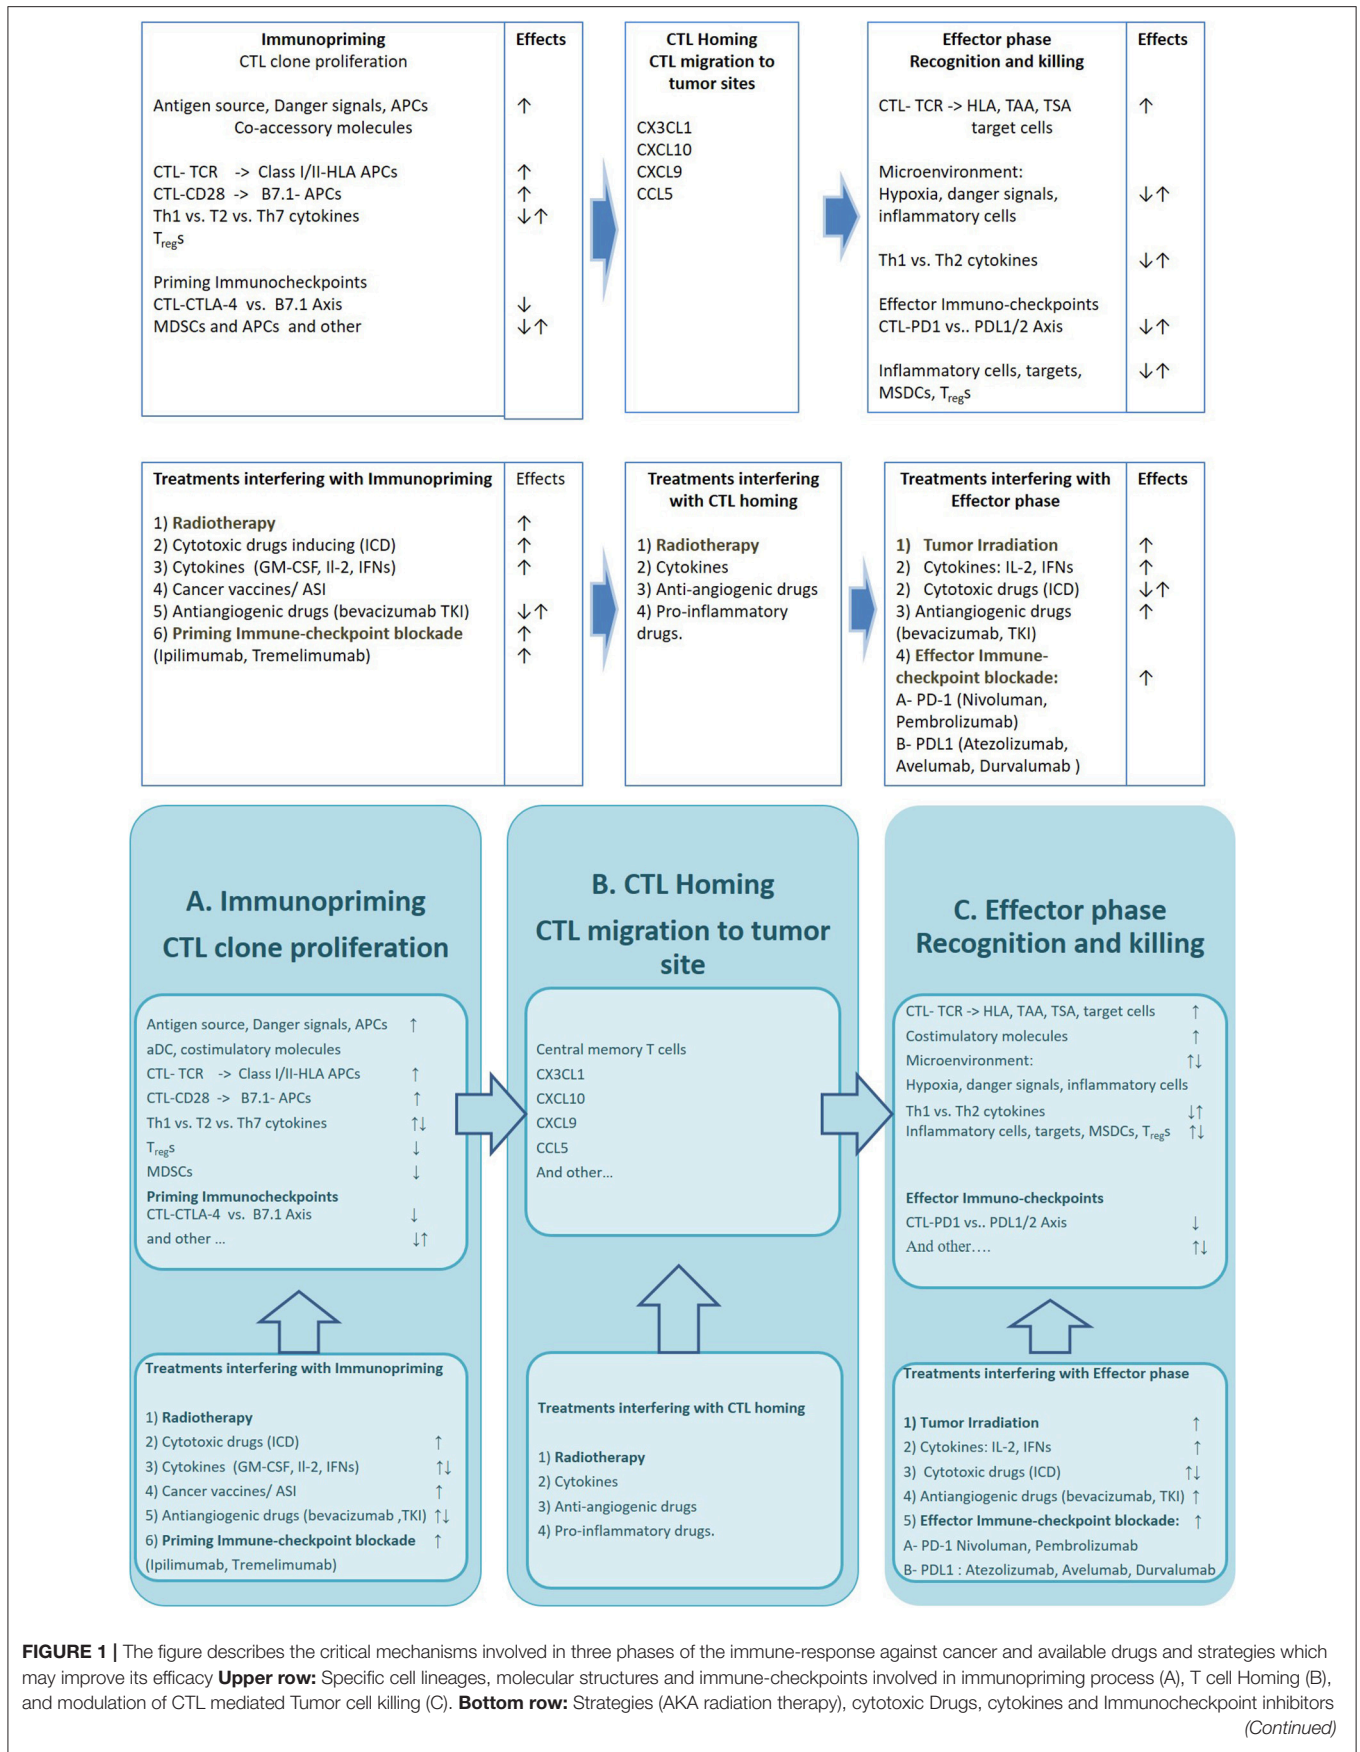 Immunopriming
CTL clone proliferation
Effects
Antigen source, Danger signals, APCs ↑
Co-accessory molecules
CTL- TCR -> Class I/II-HLA APCs ↑
CTL-CD28 -> B7.1- APCs ↑
Th1 vs. T2 vs. Th7 cytokines ↓↑
Tregs
Priming Immunocheckpoints
CTL-CTLA-4 vs. B7.1 Axis ↓
MDSCs and APCs and other ↓↑
CTL Homing
CTL migration to
tumor sites
CX3CL1
CXCL10
CXCL9
CCL5
Effector phase
Recognition and killing
Effects
CTL- TCR -> HLA, TAA, TSA ↑
target cells
Microenvironment:
Hypoxia, danger signals, ↓↑
inflammatory cells
Th1 vs. Th2 cytokines ↓↑
Effector Immuno-checkpoints
CTL-PD1 vs.. PDL1/2 Axis ↓↑
Inflammatory cells, targets, ↓↑
MSDCs, Tregs
Treatments interfering with Immunopriming
Effects
1) Radiotherapy ↑
2) Cytotoxic drugs inducing (ICD) ↑
3) Cytokines (GM-CSF, Il-2, IFNs) ↑
4) Cancer vaccines/ ASI
5) Antiangiogenic drugs (bevacizumab TKI) ↓↑
6) Priming Immune-checkpoint blockade ↑
(Ipilimumab, Tremelimumab) ↑
Treatments interfering
with CTL homing
1) Radiotherapy
2) Cytokines
3) Anti-angiogenic drugs
4) Pro-inflammatory
drugs.
Treatments interfering with
Effector phase
Effects
1) Tumor Irradiation ↑
2) Cytokines: IL-2, IFNs ↑
2) Cytotoxic drugs (ICD) ↓↑
3) Antiangiogenic drugs ↑
(bevacizumab, TKI)
4) Effector Immune-
checkpoint blockade: ↑
A- PD-1 (Nivoluman,
Pembrolizumab)
B- PDL1 (Atezolizumab,
Avelumab, Durvalumab )
A. Immunopriming
CTL clone proliferation
Antigen source, Danger signals, APCs ↑
aDC, costimulatory molecules
CTL- TCR -> Class I/II-HLA APCs ↑
CTL-CD28 -> B7.1- APCs ↑
Th1 vs. T2 vs. Th7 cytokines ↑↓
Tregs ↓
MDSCs ↓
Priming Immunocheckpoints
CTL-CTLA-4 vs. B7.1 Axis ↓
and other ... ↓↑
Treatments interfering with Immunopriming
1) Radiotherapy
2) Cytotoxic drugs (ICD) ↑
3) Cytokines (GM-CSF, Il-2, IFNs) ↑↓
4) Cancer vaccines/ ASI ↑
5) Antiangiogenic drugs (bevacizumab ,TKI) ↑↓
6) Priming Immune-checkpoint blockade ↑
(Ipilimumab, Tremelimumab)
B. CTL Homing
CTL migration to tumor
site
Central memory T cells
CX3CL1
CXCL10
CXCL9
CCL5
And other...
Treatments interfering with CTL homing
1) Radiotherapy
2) Cytokines
3) Anti-angiogenic drugs
4) Pro-inflammatory drugs.
C. Effector phase
Recognition and killing
CTL- TCR -> HLA, TAA, TSA, target cells ↑
Costimulatory molecules ↑
Microenvironment: ↑↓
Hypoxia, danger signals, inflammatory cells
Th1 vs. Th2 cytokines ↓↑
Inflammatory cells, targets, MSDCs, Tregs ↑↓
Effector Immuno-checkpoints
CTL-PD1 vs.. PDL1/2 Axis ↓
And other.... ↑↓
Treatments interfering with Effector phase
1) Tumor Irradiation ↑
2) Cytokines: IL-2, IFNs ↑
3) Cytotoxic drugs (ICD) ↑↓
4) Antiangiogenic drugs (bevacizumab, TKI) ↑
5) Effector Immune-checkpoint blockade: ↑
A- PD-1 Nivoluman, Pembrolizumab
B- PDL1 : Atezolizumab, Avelumab, Durvalumab
FIGURE 1 | The figure describes the critical mechanisms involved in three phases of the immune-response against cancer and available drugs and strategies which
may improve its efficacy Upper row: Specific cell lineages, molecular structures and immune-checkpoints involved in immunopriming process (A), T cell Homing (B),
and modulation of CTL mediated Tumor cell killing (C). Bottom row: Strategies (AKA radiation therapy), cytotoxic Drugs, cytokines and Immunocheckpoint inhibitors
(Continued)